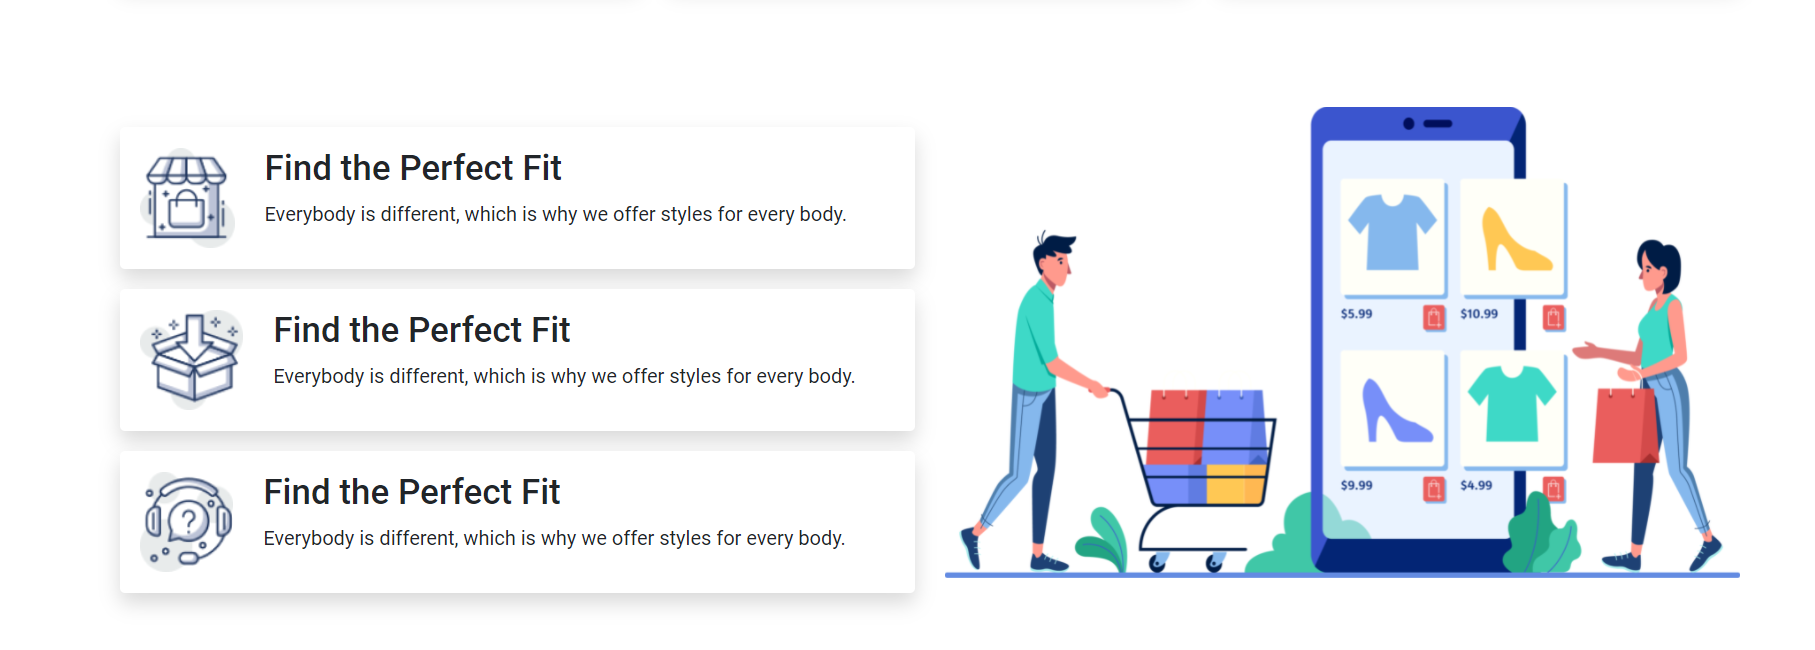 Find the Perfect Fit
Everybody is different, which is why we offer styles for every body.
Find the Perfect Fit
Everybody is different, which is why we offer styles for every body.
Find the Perfect Fit
Everybody is different, which is why we offer styles for every body.
$5.99
$10.99
$9.99
$4.99
?